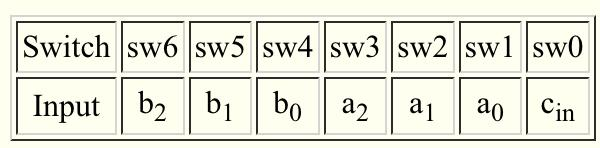 Switch sw6 sw5 sw4 sw3 sw2 sw1 sw0
Input b2 b1 b0 a2 a1 a0 cin